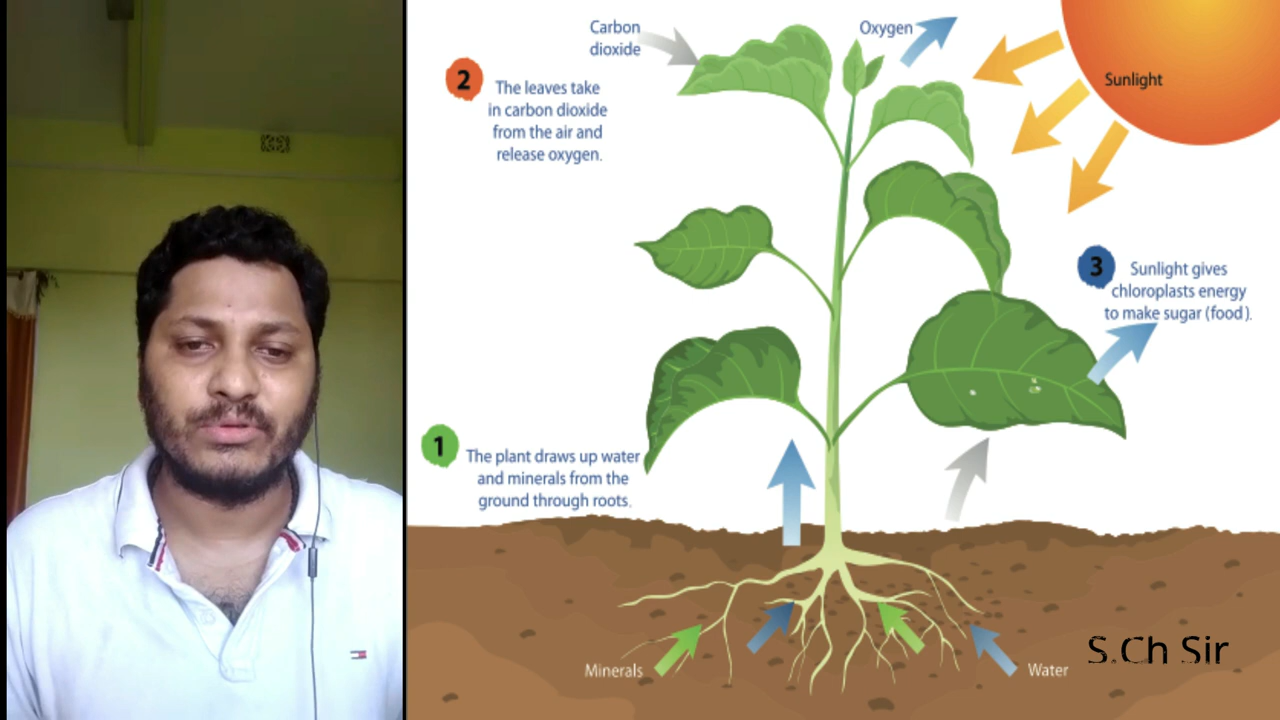 Carbon
dioxide
Oxygen
Sunlight
2
The leaves take
in carbon dioxide
from the air and
release oxygen.
3
Sunlight gives
chloroplasts energy
to make sugar (food).
1
The plant draws up water
and minerals from the
ground through roots.
Minerals
Water
S.Ch Sir